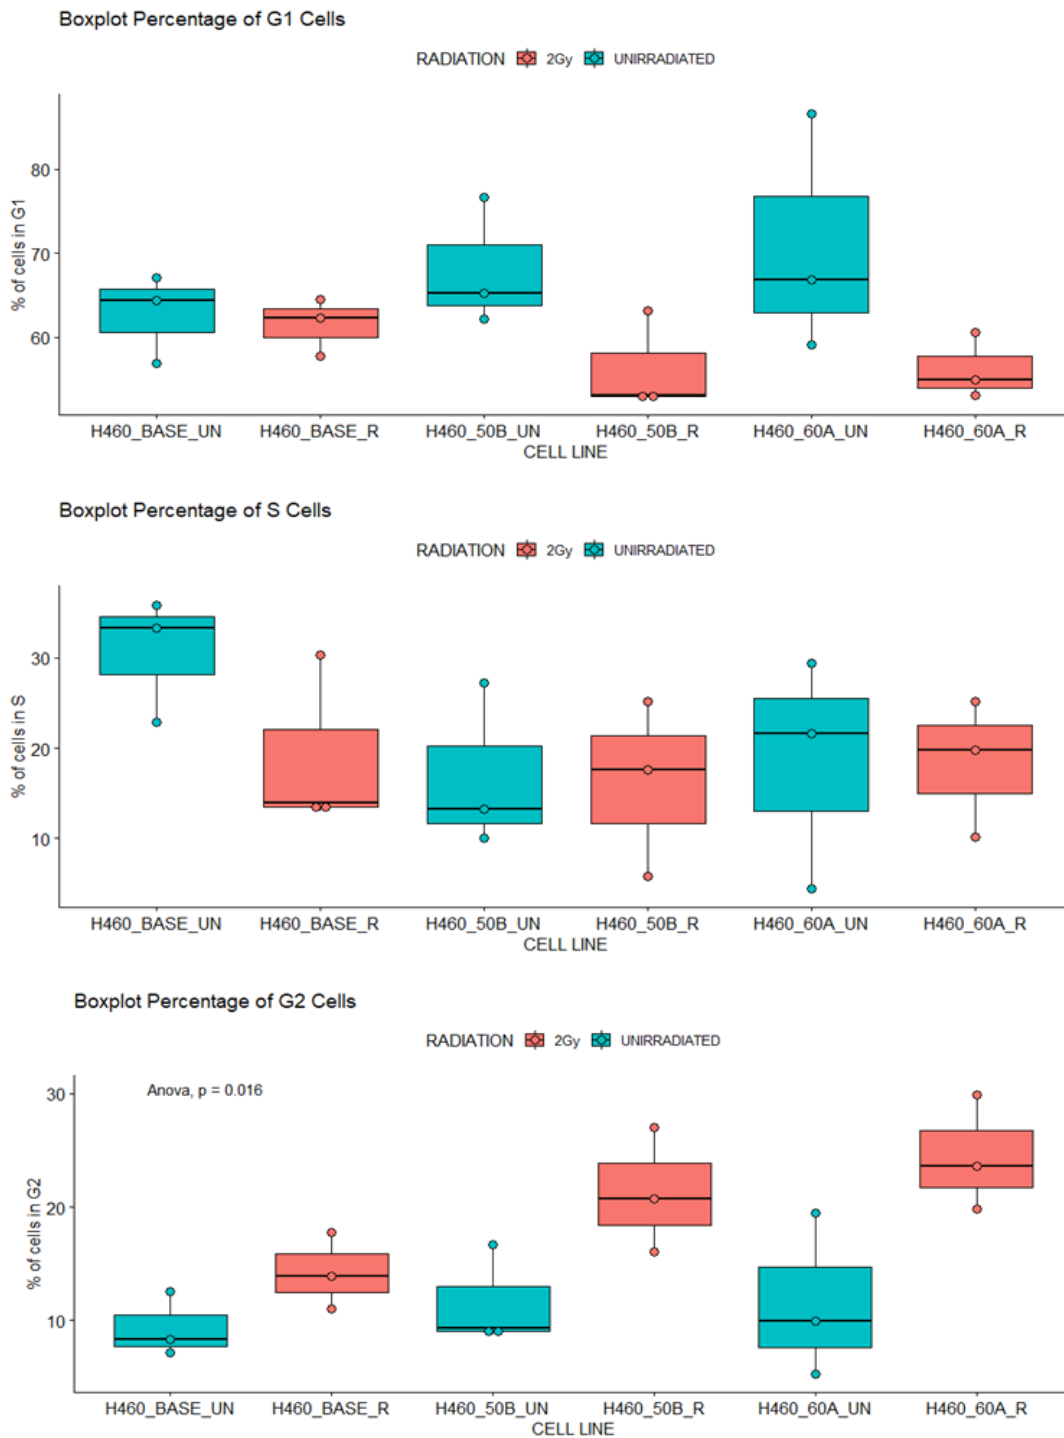 Boxplot Percentage of G1 Cells
RADIATION 2Gy UNIRRADIATED
% of cells in G1
80
70
60
H460_BASE_UN H460_BASE_R H460_50B_UN H460_50B_R H460_60A_UN H460_60A_R
CELL LINE
Boxplot Percentage of S Cells
RADIATION 2Gy UNIRRADIATED
% of cells in S
30
20
10
H460_BASE_UN H460_BASE_R H460_50B_UN H460_50B_R H460_60A_UN H460_60A_R
CELL LINE
Boxplot Percentage of G2 Cells
RADIATION 2Gy UNIRRADIATED
Anova, p = 0.016
% of cells in G2
30
20
10
H460_BASE_UN H460_BASE_R H460_50B_UN H460_50B_R H460_60A_UN H460_60A_R
CELL LINE